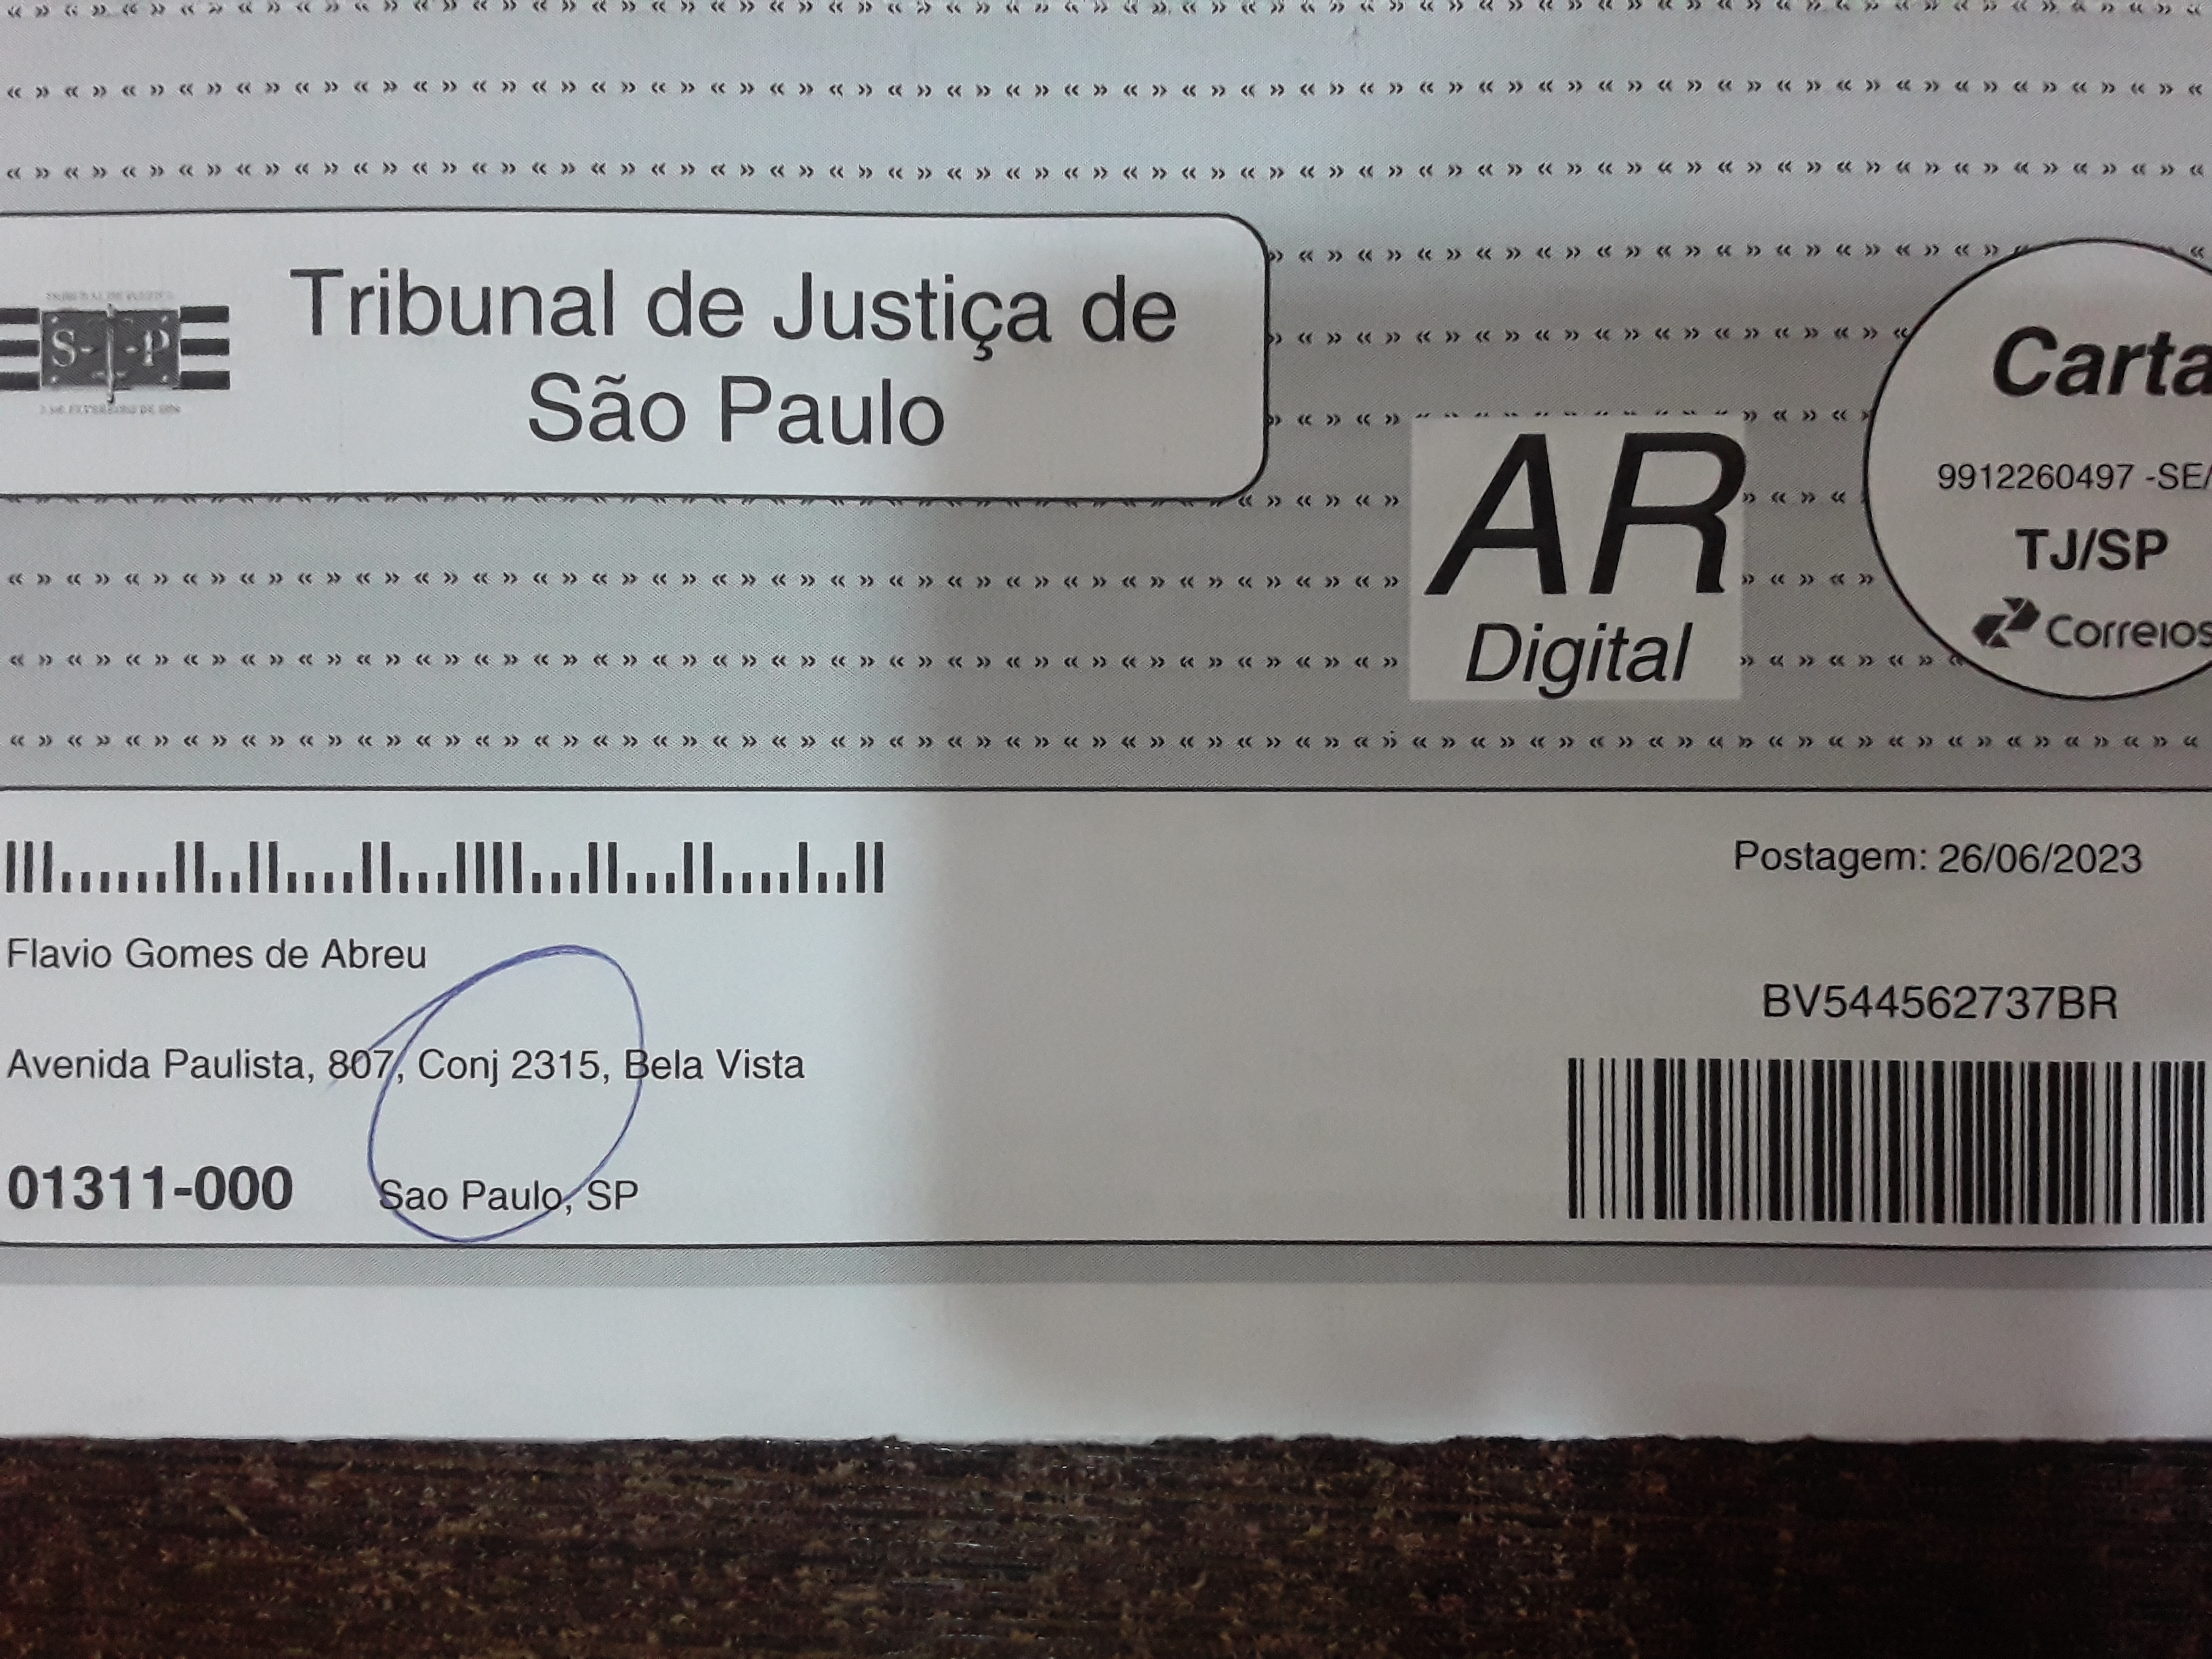 Tribunal de Justiça de
São Paulo
S-J-P
AR
Digital
Carta
9912260497 -SE/
TJ/SP
Correios
Flavio Gomes de Abreu
Avenida Paulista, 807, Conj 2315, Bela Vista
01311-000 Sao Paulo, SP
Postagem: 26/06/2023
BV544562737BR